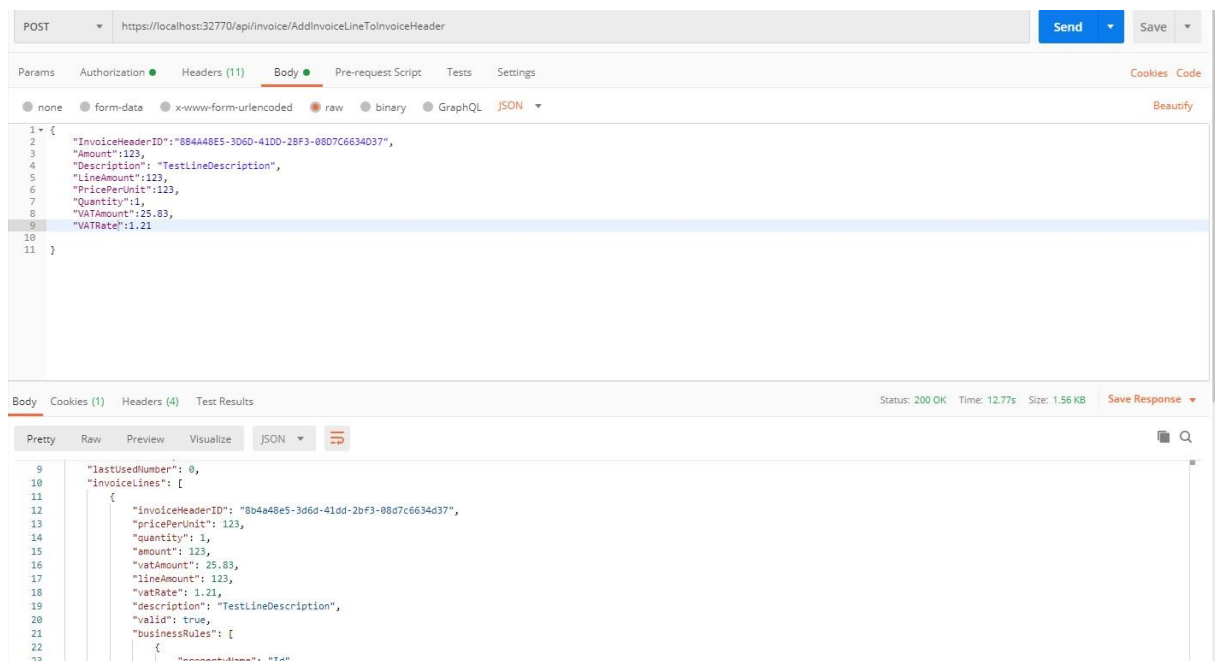 POST https://localhost:32770/api/invoice/AddInvoiceLineToInvoiceHeader Send Save
Params Authorization Headers (11) Body Pre-request Script Tests Settings Cookies Code
none form-data x-www-form-urlencoded raw binary GraphQL JSON Beautify
1 {
2 "InvoiceHeaderID":"8B4A48E5-3D6D-41DD-2BF3-08D7C6634D37",
3 "Amount":123,
4 "Description": "TestLineDescription",
5 "LineAmount":123,
6 "PricePerUnit":123,
7 "Quantity":1,
8 "VATAmount":25.83,
9 "VATRate":1.21
10
11 }
Body Cookies (1) Headers (4) Test Results Status: 200 OK Time: 12.77s Size: 1.56 KB Save Response
Pretty Raw Preview Visualize JSON
9 "lastUsedNumber": 0,
10 "invoiceLines": [
11 {
12 "invoiceHeaderID": "8b4a48e5-3d6d-41dd-2bf3-08d7c6634d37",
13 "pricePerUnit": 123,
14 "quantity": 1,
15 "amount": 123,
16 "vatAmount": 25.83,
17 "lineAmount": 123,
18 "vatRate": 1.21,
19 "description": "TestLineDescription",
20 "valid": true,
21 "businessRules": [
22 {
23 "propertyName": "Id"